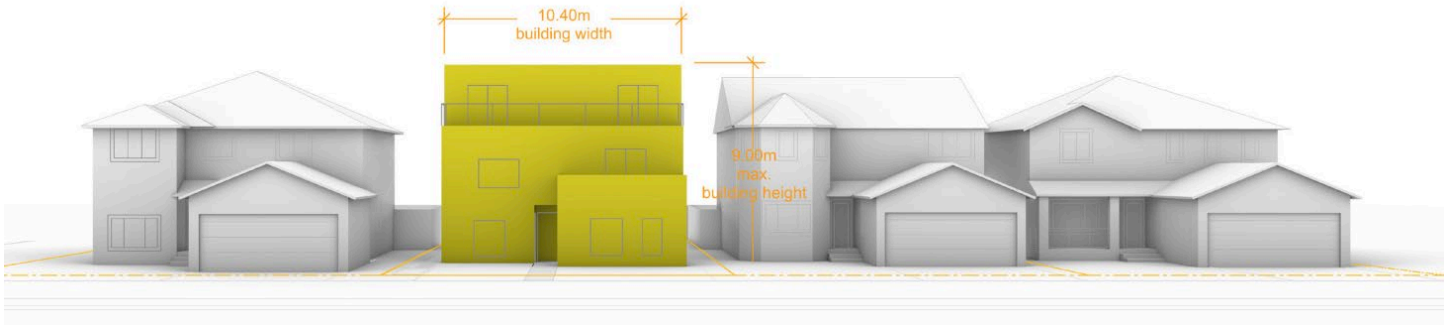 10.40m
building width
9.00m
max.
building height